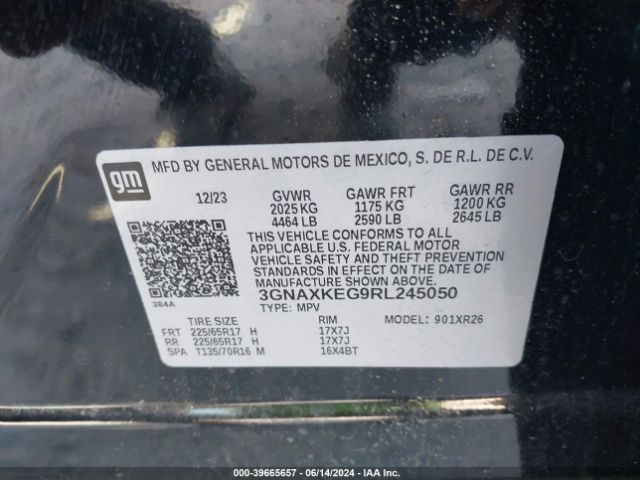 gm
MFD BY GENERAL MOTORS DE MEXICO, S. DE R.L. DE C.V.
12/23 GVWR GAWR FRT GAWR RR
2025 KG 1175 KG 1200 KG
4464 LB 2590 LB 2645 LB
THIS VEHICLE CONFORMS TO ALL
APPLICABLE U.S. FEDERAL MOTOR
VEHICLE SAFETY AND THEFT PREVENTION
STANDARDS IN EFFECT ON THE DATE OF
MANUFACTURE SHOWN ABOVE.
384A 3GNAXKEG9RL245050
TYPE: MPV
TIRE SIZE RIM MODEL: 901XR26
FRT 225/65R17 H 17X7J
RR 225/65R17 H 17X7J
SPA T135/70R16 M 16X4BT
000-39665657 - 06/14/2024 - IAA Inc.